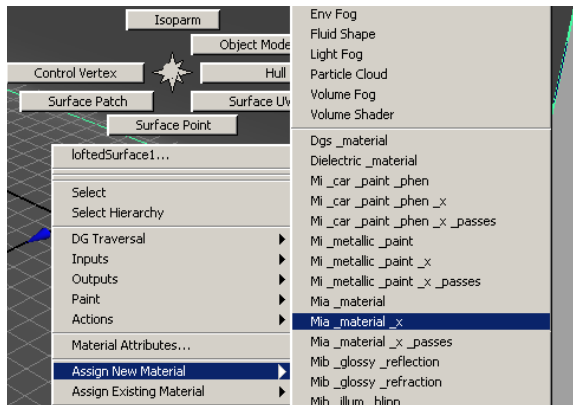 Isoparm
Object Mode
Control Vertex
Hull
Surface Patch
Surface UV
Surface Point
loftedSurface1...
Select
Select Hierarchy
DG Traversal
Inputs
Outputs
Paint
Actions
Material Attributes...
Assign New Material
Assign Existing Material
Env Fog
Fluid Shape
Light Fog
Particle Cloud
Volume Fog
Volume Shader
Dgs _material
Dielectric _material
Mi _car _paint _phen
Mi _car _paint _phen _x
Mi _car _paint _phen _x _passes
Mi _metallic _paint
Mi _metallic _paint _x
Mi _metallic _paint _x _passes
Mia _material
Mia _material _x
Mia _material _x _passes
Mib _glossy _reflection
Mib _glossy _refraction
Mib _illum _blinn